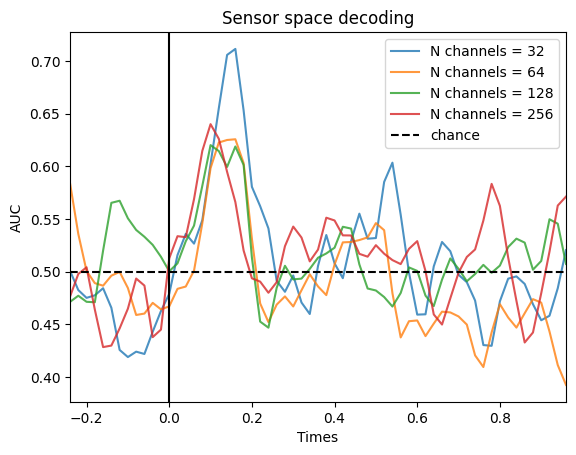 Sensor space decoding
N channels = 32
N channels = 64
N channels = 128
N channels = 256
chance
AUC
0.70
0.65
0.60
0.55
0.50
0.45
0.40
−0.2 0.0 0.2 0.4 0.6 0.8
Times